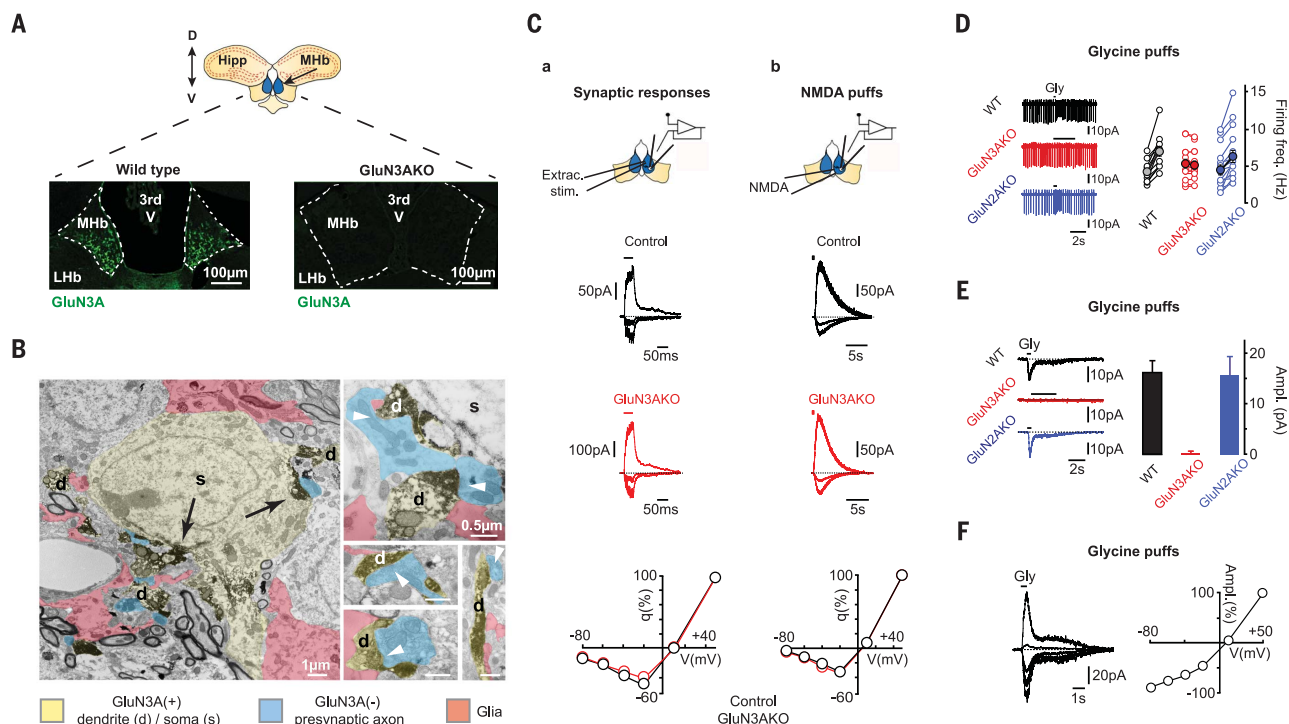 A
D
V
Hipp
MHb
Wild type
GluN3AKO
3rd
V
MHb
LHb
100µm
GluN3A
3rd
V
MHb
LHb
100µm
GluN3A
B
s
d
d
d
1µm
d
s
d
0.5µm
d
d
d
GluN3A(+)
dendrite (d) / soma (s)
GluN3A(-)
presynaptic axon
Glia
C
a
b
Synaptic responses
NMDA puffs
Extrac.
stim.
NMDA
Control
50pA
50ms
Control
50pA
5s
GluN3AKO
100pA
50ms
GluN3AKO
50pA
5s
100
q(%)
-80
+40
V(mV)
-60
100
q(%)
-80
+40
V(mV)
-60
Control
GluN3AKO
D
Glycine puffs
Gly
WT
10pA
GluN3AKO
10pA
GluN2AKO
10pA
2s
15
10
5
0
Firing freq. (Hz)
WT
GluN3AKO
GluN2AKO
E
Glycine puffs
Gly
WT
10pA
GluN3AKO
10pA
GluN2AKO
10pA
2s
20
10
0
Ampl. (pA)
WT
GluN3AKO
GluN2AKO
F
Glycine puffs
Gly
20pA
1s
Ampl.(%)
100
-80
+50
V(mV)
-100